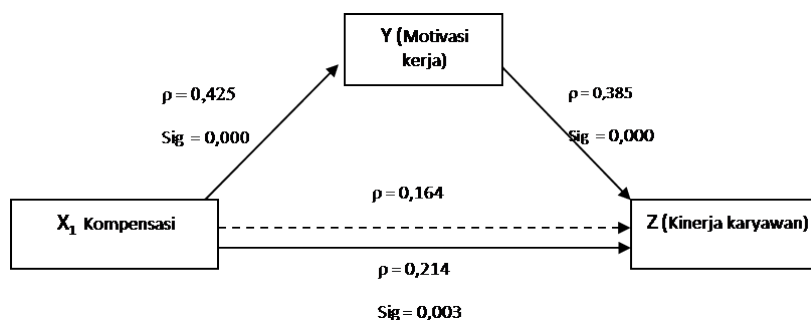 Y (Motivasi
kerja)
ρ = 0,425
ρ = 0,385
Sig = 0,000
Sig = 0,000
ρ = 0,164
X₁ Kompensasi
Z (Kinerja karyawan)
ρ = 0,214
Sig = 0,003